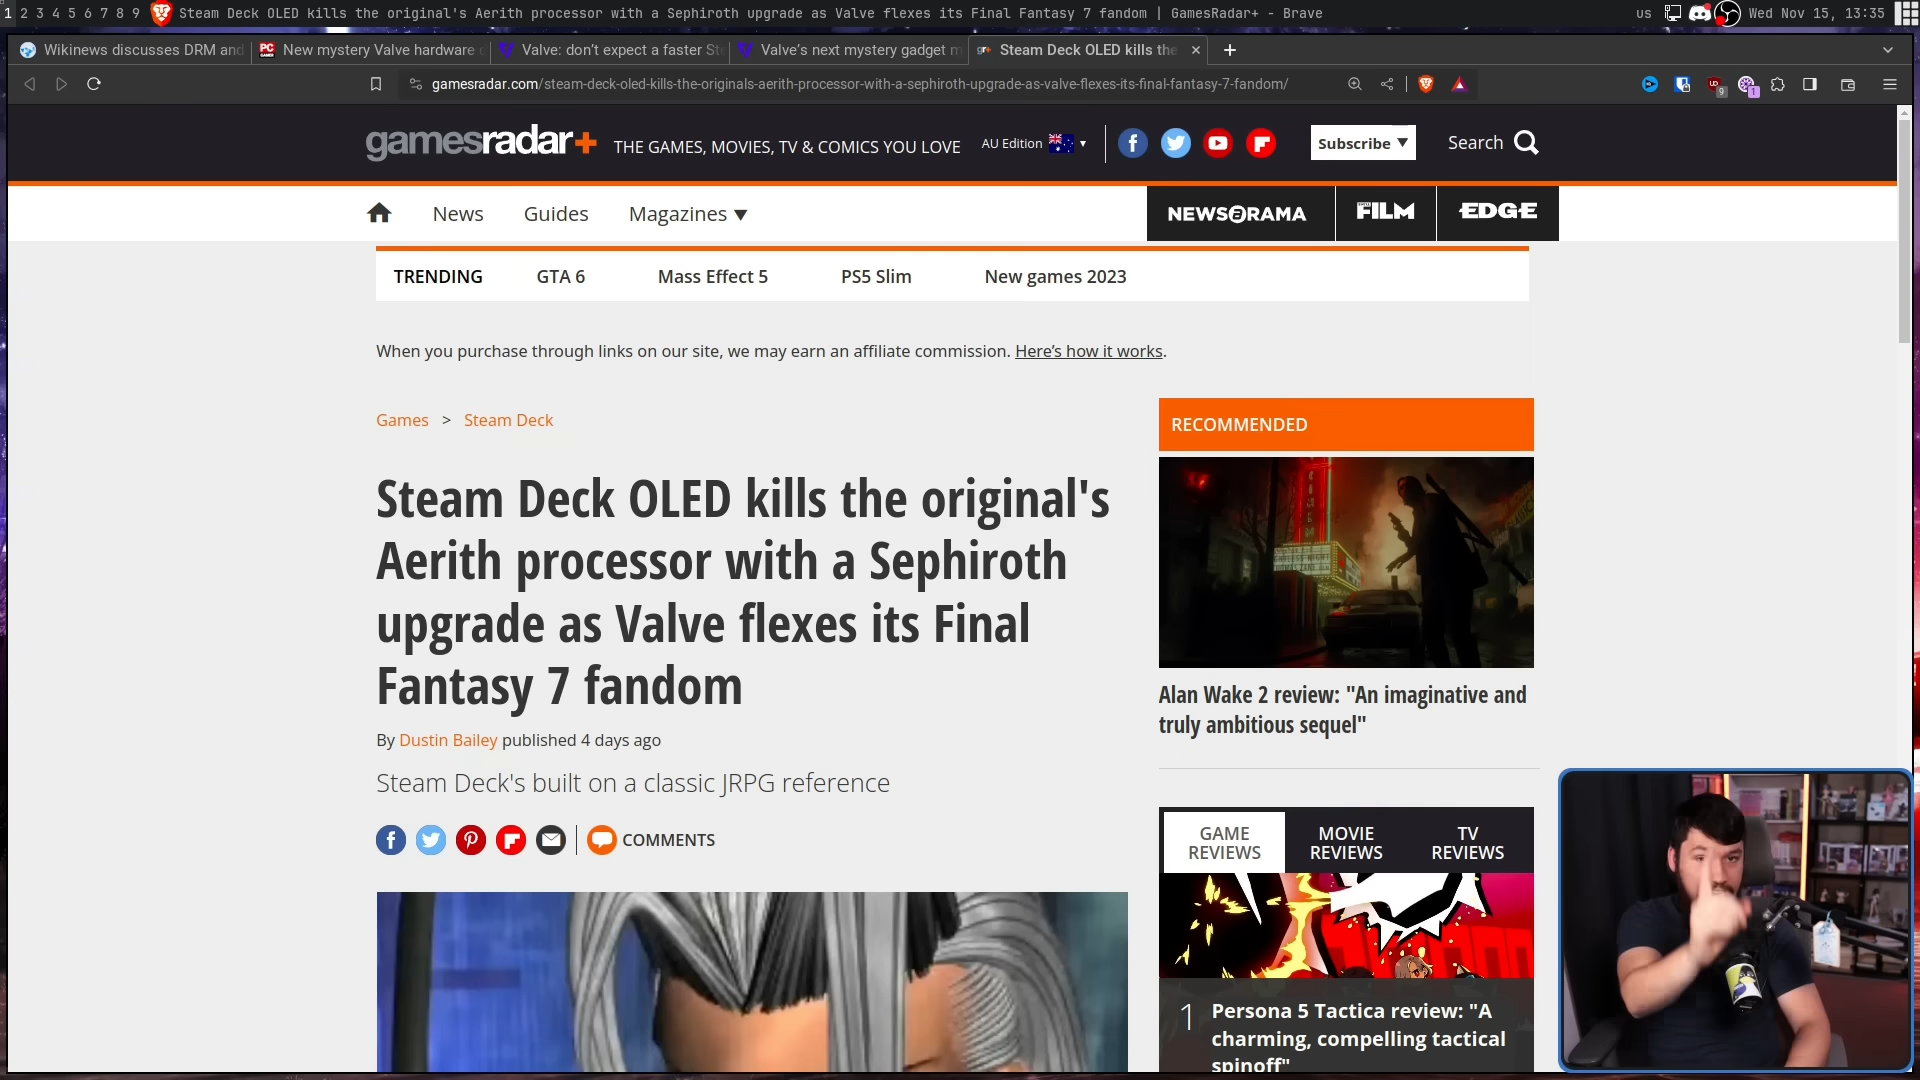 1 2 3 4 5 6 7 8 9 Steam Deck OLED kills the original's Aerith processor with a Sephiroth upgrade as Valve flexes its Final Fantasy 7 fandom | GamesRadar+ - Brave us Wed Nov 15, 13:35
Wikinews discusses DRM and New mystery Valve hardware Valve: don't expect a faster St Valve's next mystery gadget m Steam Deck OLED kills the
gamesradar.com/steam-deck-oled-kills-the-originals-aerith-processor-with-a-sephiroth-upgrade-as-valve-flexes-its-final-fantasy-7-fandom/
gamesradar+ THE GAMES, MOVIES, TV & COMICS YOU LOVE AU Edition Subscribe Search
News Guides Magazines NEWSaRAMA FILM EDGE
TRENDING GTA 6 Mass Effect 5 PS5 Slim New games 2023
When you purchase through links on our site, we may earn an affiliate commission. Here's how it works.
Games > Steam Deck
Steam Deck OLED kills the original's
Aerith processor with a Sephiroth
upgrade as Valve flexes its Final
Fantasy 7 fandom
By Dustin Bailey published 4 days ago
Steam Deck's built on a classic JRPG reference
COMMENTS
RECOMMENDED
Alan Wake 2 review: "An imaginative and
truly ambitious sequel"
GAME REVIEWS MOVIE REVIEWS TV REVIEWS
1 Persona 5 Tactica review: "A
charming, compelling tactical
spinoff"